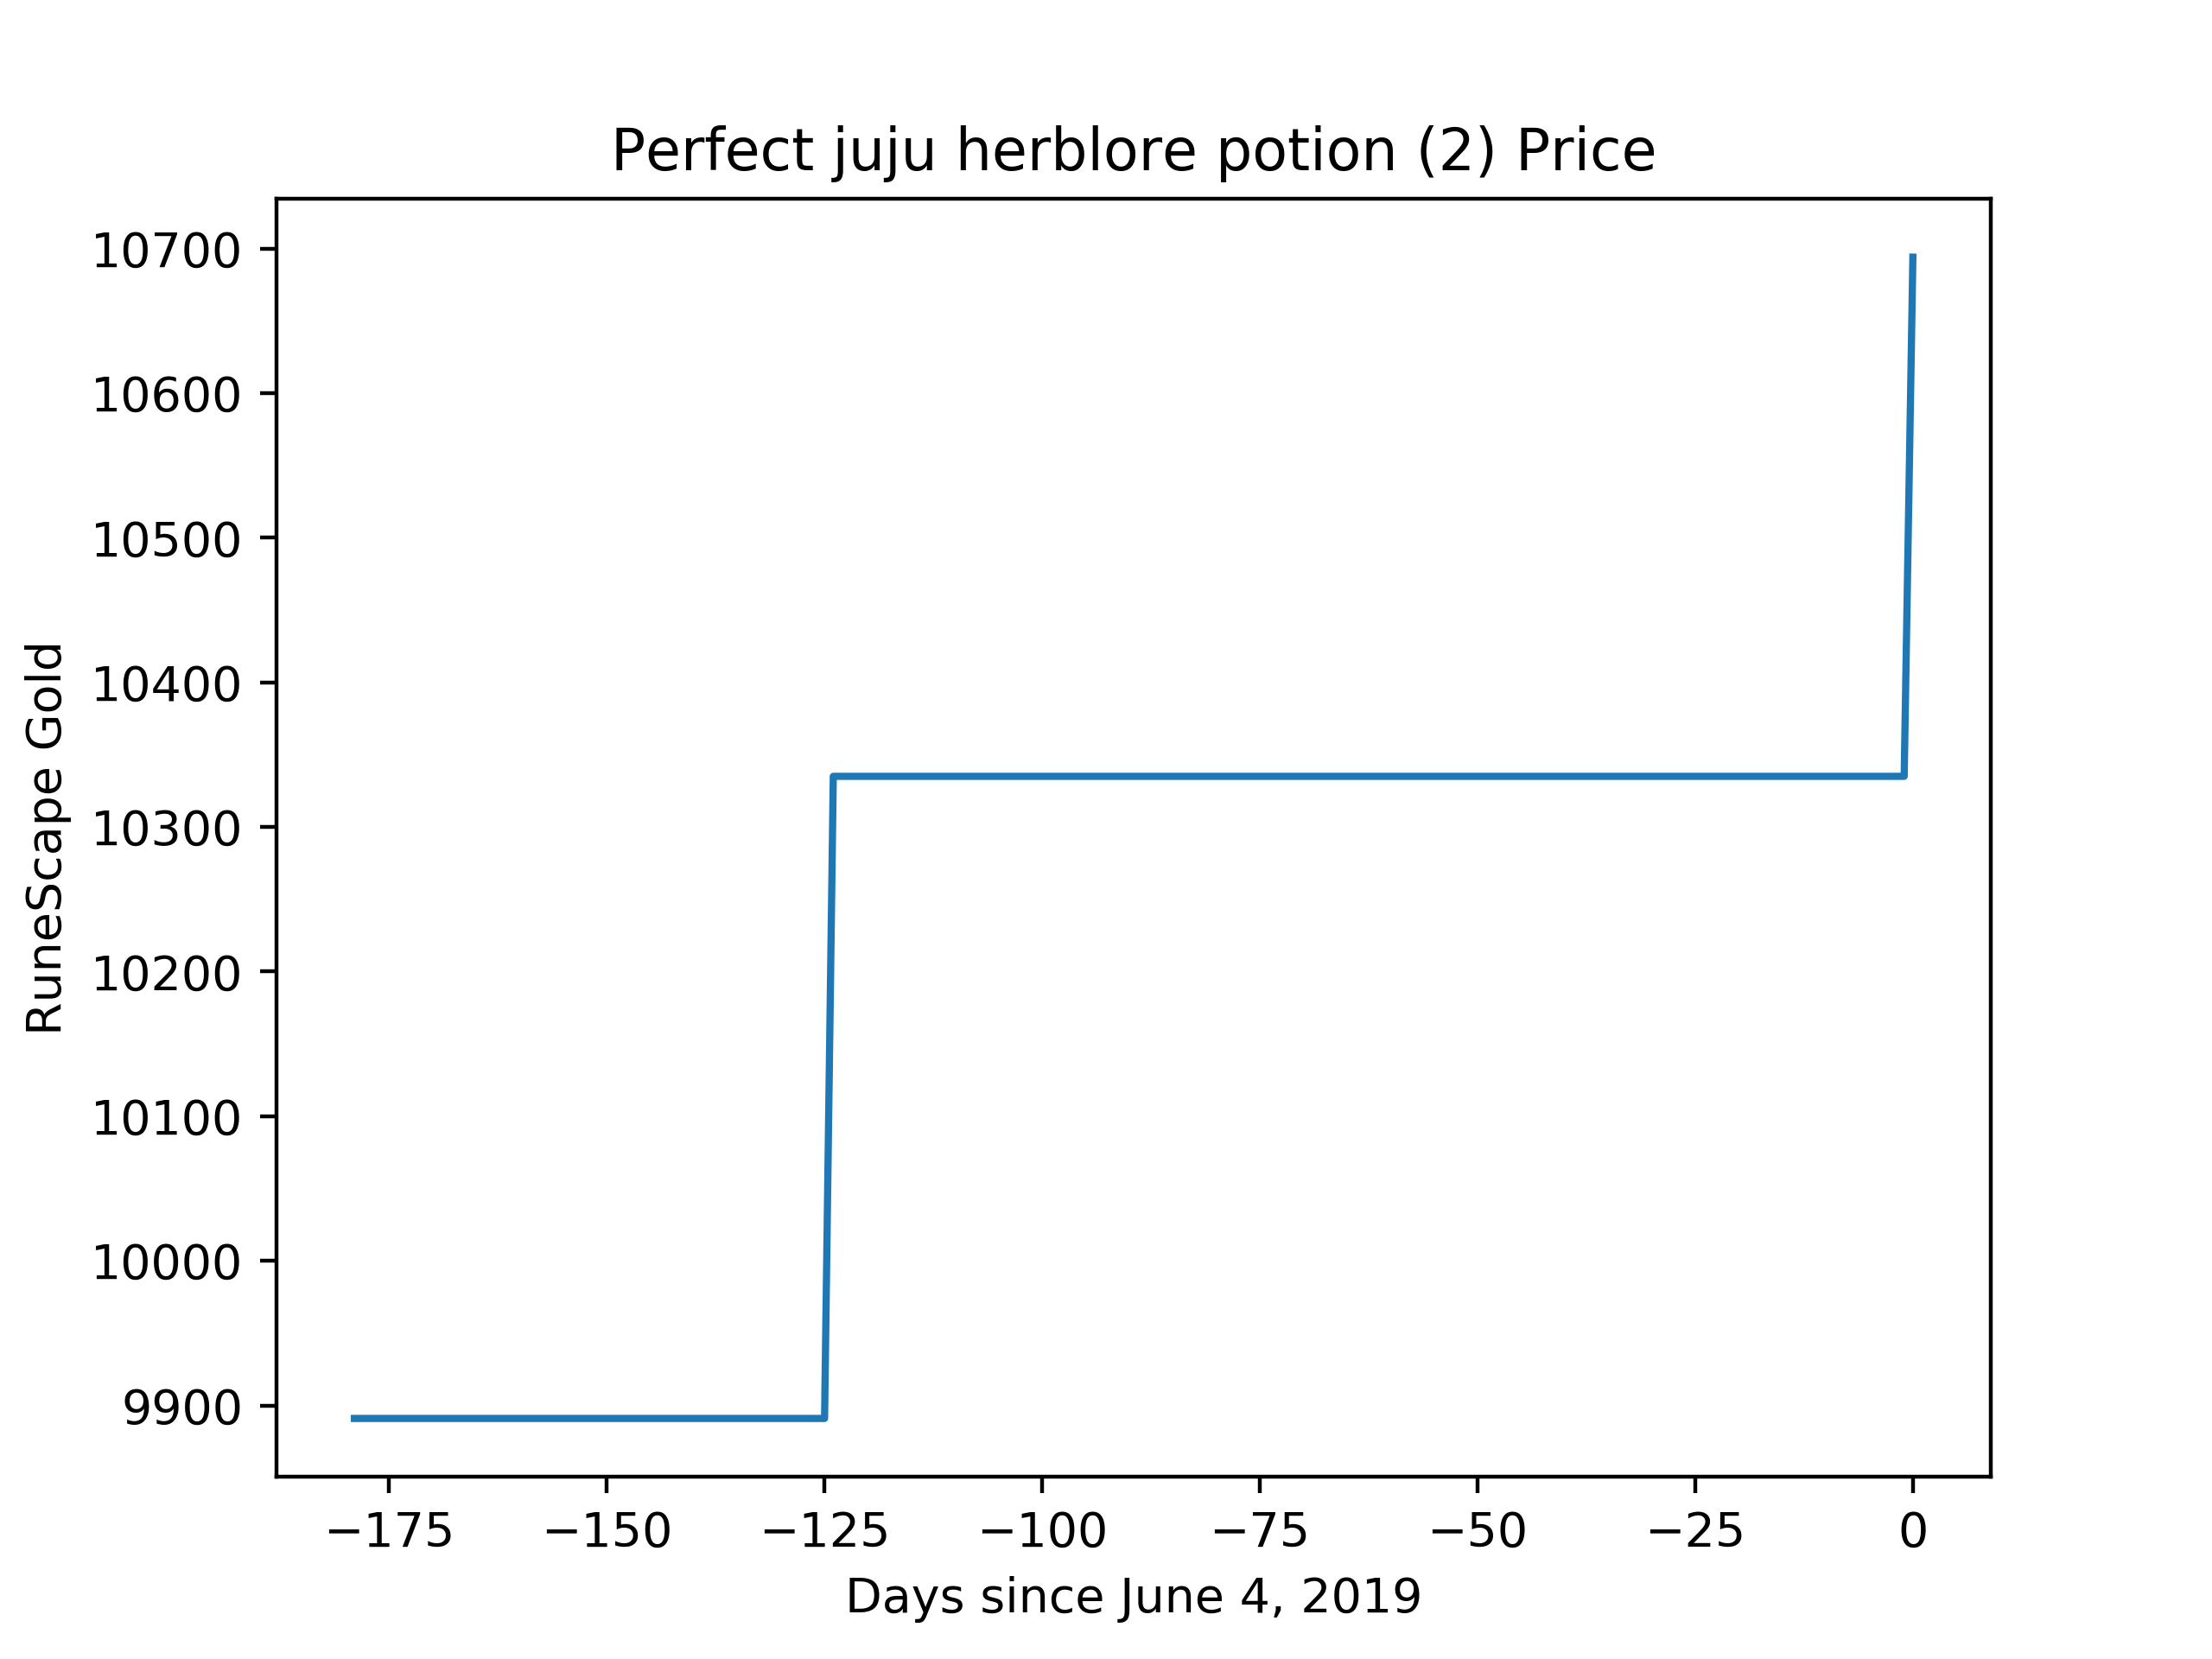 Perfect juju herblore potion (2) Price
RuneScape Gold
10700
10600
10500
10400
10300
10200
10100
10000
9900
−175 −150 −125 −100 −75 −50 −25 0
Days since June 4, 2019